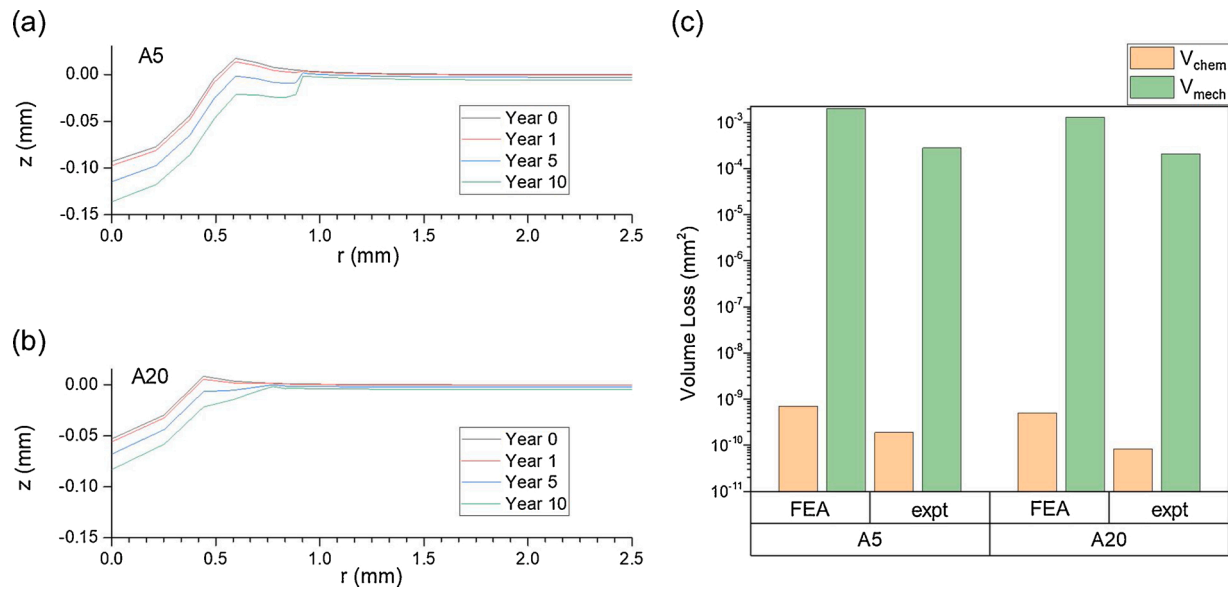 (a)
A5
0.00
-0.05
-0.10
-0.15
z (mm)
0.0 0.5 1.0 1.5 2.0 2.5
r (mm)
Year 0
Year 1
Year 5
Year 10
(b)
A20
0.00
-0.05
-0.10
-0.15
z (mm)
0.0 0.5 1.0 1.5 2.0 2.5
r (mm)
Year 0
Year 1
Year 5
Year 10
(c)
Vchem
Vmech
Volume Loss (mm²)
10⁻³
10⁻⁴
10⁻⁵
10⁻⁶
10⁻⁷
10⁻⁸
10⁻⁹
10⁻¹⁰
10⁻¹¹
FEA expt FEA expt
A5 A20